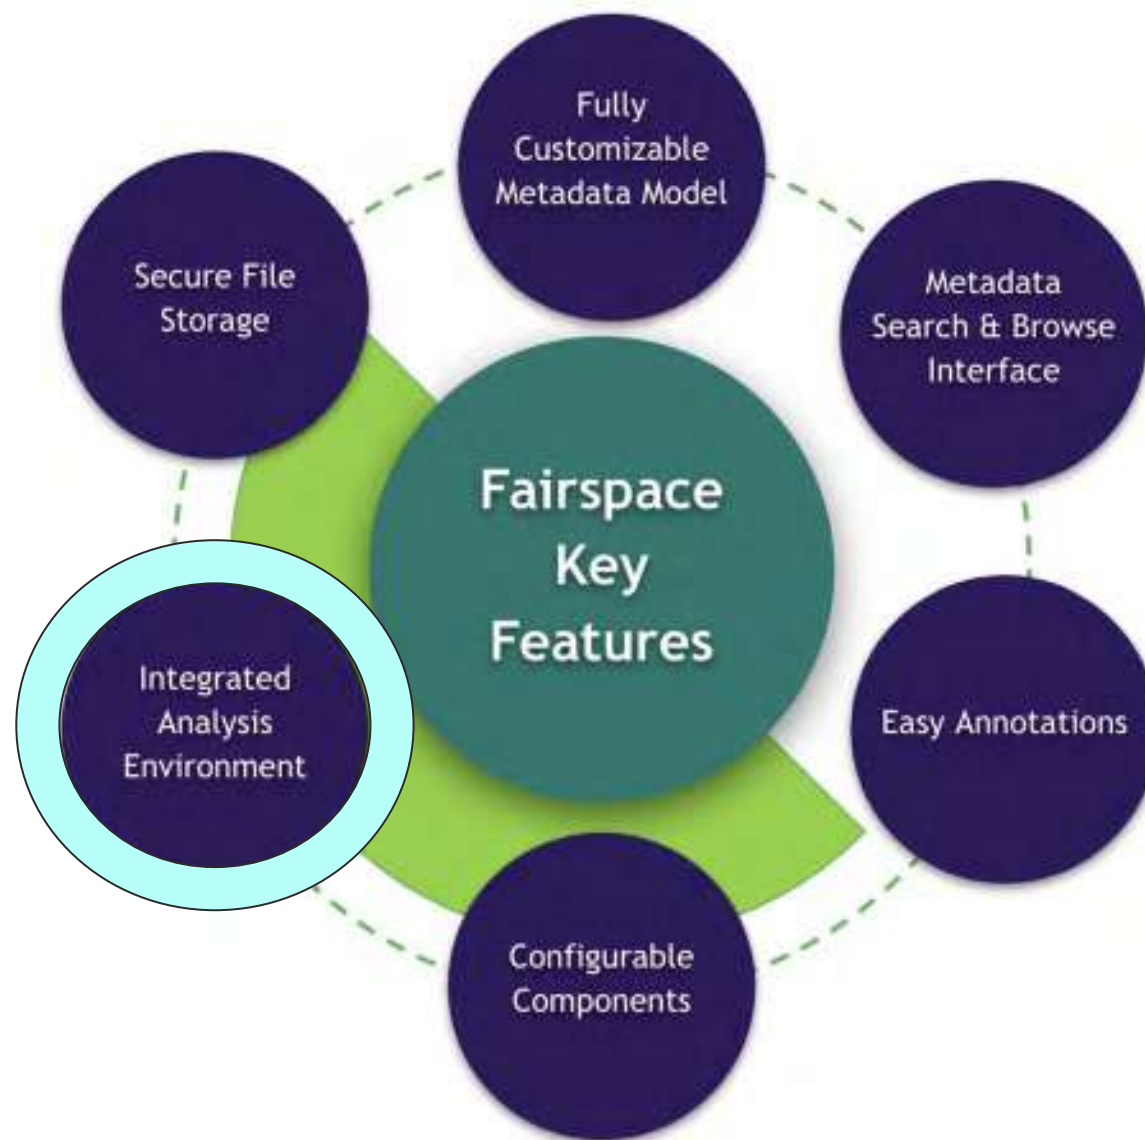 Fully
Customizable
Metadata Model
Secure File
Storage
Metadata
Search & Browse
Interface
Fairspace
Key
Features
Integrated
Analysis
Environment
Easy Annotations
Configurable
Components